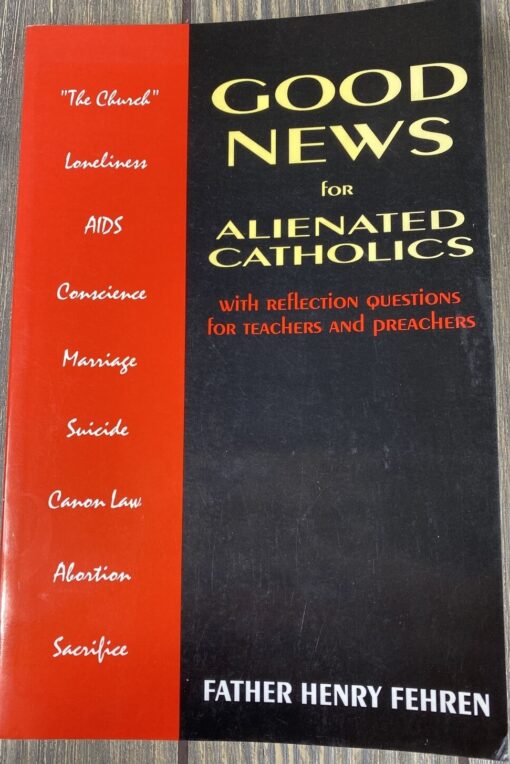 "The Church"
Loneliness
AIDS
Conscience
Marriage
Suicide
Canon Law
Abortion
Sacrifice
GOOD
NEWS
for
ALIENATED
CATHOLICS
with reflection questions
for teachers and preachers
FATHER HENRY FEHREN